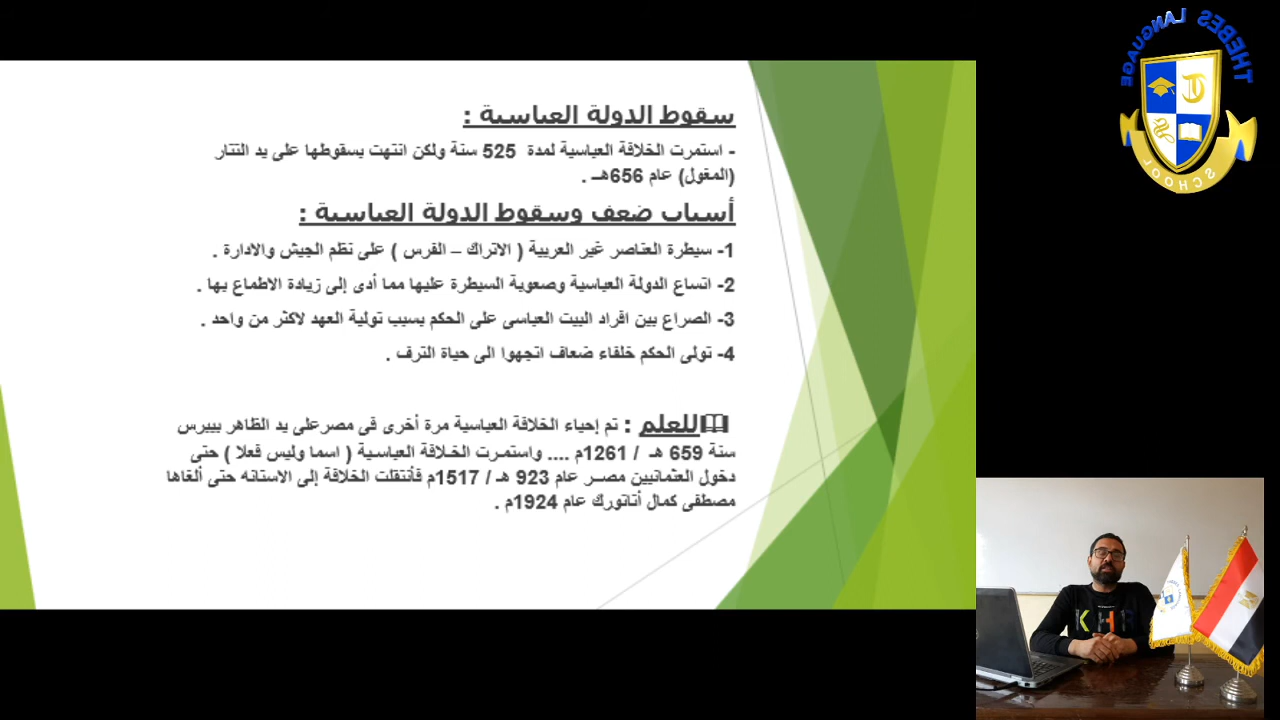 سقوط الدولة العباسية :
- استمرت الخلافة العباسية لمدة 525 سنة ولكن انتهت بسقوطها على يد التتار
(المغول) عام 656هـ .
أسباب ضعف وسقوط الدولة العباسية :
1- سيطرة العناصر غير العربية ( الاتراك – الفرس ) على نظم الجيش والادارة .
2- اتساع الدولة العباسية وصعوبة السيطرة عليها مما أدى إلى زيادة الاطماع بها .
3- الصراع بين افراد البيت العباسى على الحكم بسبب تولية العهد لاكثر من واحد .
4- تولى الحكم خلفاء ضعاف اتجهوا الى حياة الترف .
للعلم : تم إحياء الخلافة العباسية مرة أخرى فى مصرعلى يد الظاهر بيبرس
سنة 659 هـ / 1261م .... واستمرت الخلافة العباسية ( اسما وليس فعلا ) حتى
دخول العثمانيين مصر عام 923 هـ / 1517م فأنتقلت الخلافة إلى الاستانه حتى ألغاها
مصطفى كمال أتاتورك عام 1924م .
THEBES LANGUAGE
SCHOOL